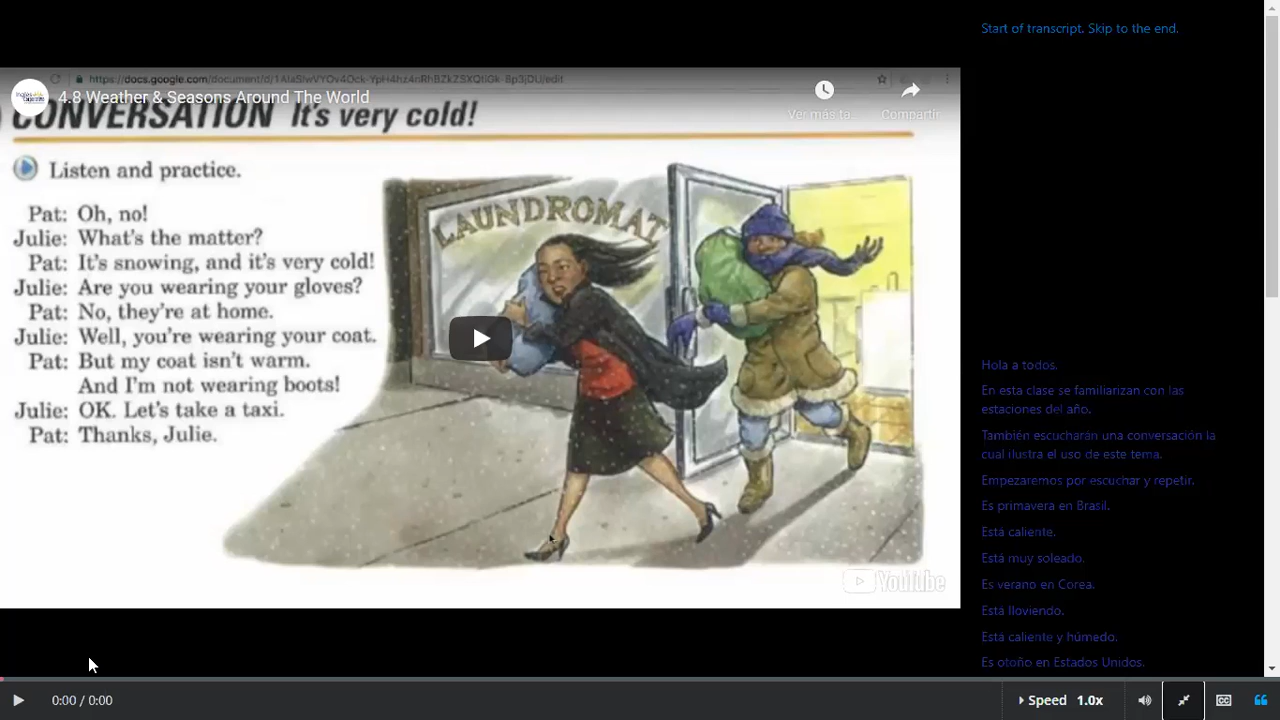 https://docs.google.com/document/d/
4.8 Weather & Seasons Around The World
Ver más ta...
Compartir
CONVERSATION It's very cold!
Listen and practice.
Pat: Oh, no!
Julie: What's the matter?
Pat: It's snowing, and it's very cold!
Julie: Are you wearing your gloves?
Pat: No, they're at home.
Julie: Well, you're wearing your coat.
Pat: But my coat isn't warm.
And I'm not wearing boots!
Julie: OK. Let's take a taxi.
Pat: Thanks, Julie.
LAUNDROMAT
YouTube
Start of transcript. Skip to the end.
Hola a todos.
En esta clase se familiarizan con las
estaciones del año.
También escucharán una conversación la
cual ilustra el uso de este tema.
Empezaremos por escuchar y repetir.
Es primavera en Brasil.
Está caliente.
Está muy soleado.
Es verano en Corea.
Está lloviendo.
Está caliente y húmedo.
Es otoño en Estados Unidos.
0:00 / 0:00
Speed 1.0x
CC